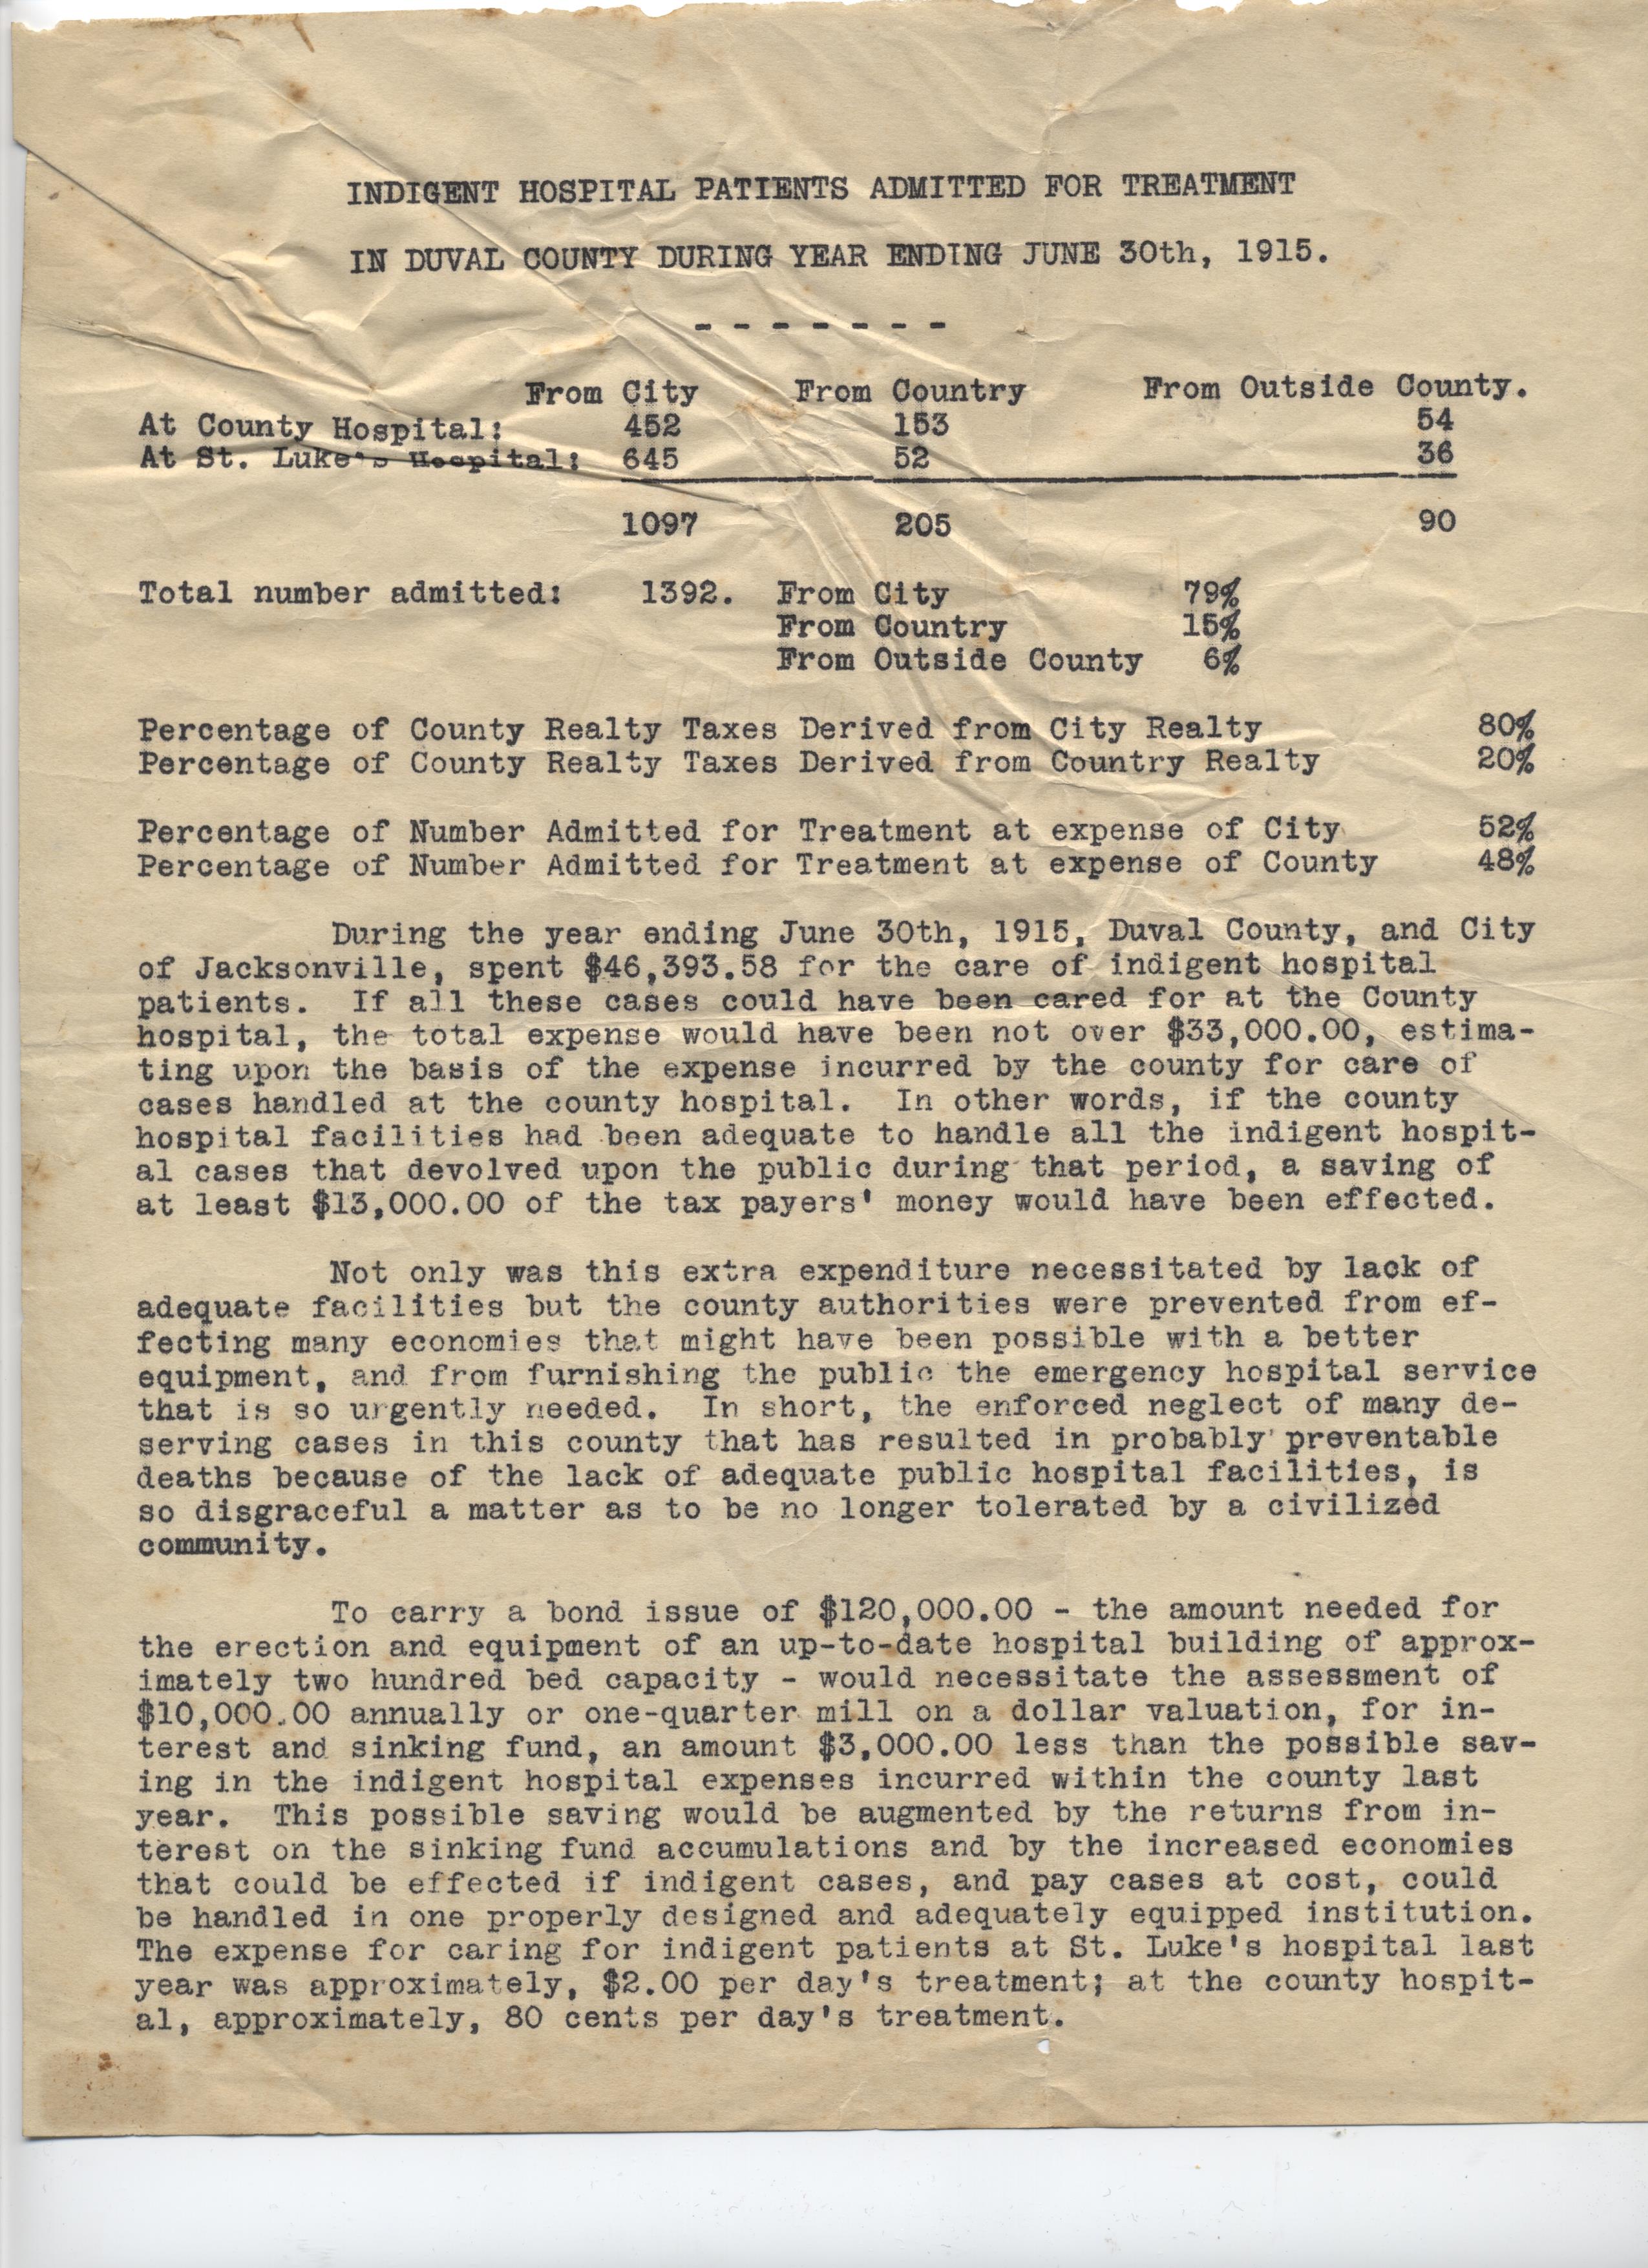 INDIGENT HOSPITAL PATIENTS ADMITTED FOR TREATMENT
IN DUVAL COUNTY DURING YEAR ENDING JUNE 30th, 1915.
- - - - - - -
From City From Country From Outside County.
At County Hospital: 452 153 54
At St. Luke's Hospital: 645 52 36
1097 205 90
Total number admitted: 1392. From City 79%
From Country 15%
From Outside County 6%
Percentage of County Realty Taxes Derived from City Realty 80%
Percentage of County Realty Taxes Derived from Country Realty 20%
Percentage of Number Admitted for Treatment at expense of City 52%
Percentage of Number Admitted for Treatment at expense of County 48%
During the year ending June 30th, 1915, Duval County, and City
of Jacksonville, spent $46,393.58 for the care of indigent hospital
patients. If all these cases could have been cared for at the County
hospital, the total expense would have been not over $33,000.00, estima-
ting upon the basis of the expense incurred by the county for care of
cases handled at the county hospital. In other words, if the county
hospital facilities had been adequate to handle all the indigent hospit-
al cases that devolved upon the public during that period, a saving of
at least $13,000.00 of the tax payers' money would have been effected.
Not only was this extra expenditure necessitated by lack of
adequate facilities but the county authorities were prevented from ef-
fecting many economies that might have been possible with a better
equipment, and from furnishing the public the emergency hospital service
that is so urgently needed. In short, the enforced neglect of many de-
serving cases in this county that has resulted in probably preventable
deaths because of the lack of adequate public hospital facilities, is
so disgraceful a matter as to be no longer tolerated by a civilized
community.
To carry a bond issue of $120,000.00 - the amount needed for
the erection and equipment of an up-to-date hospital building of approx-
imately two hundred bed capacity - would necessitate the assessment of
$10,000.00 annually or one-quarter mill on a dollar valuation, for in-
terest and sinking fund, an amount $3,000.00 less than the possible sav-
ing in the indigent hospital expenses incurred within the county last
year. This possible saving would be augmented by the returns from in-
terest on the sinking fund accumulations and by the increased economies
that could be effected if indigent cases, and pay cases at cost, could
be handled in one properly designed and adequately equipped institution.
The expense for caring for indigent patients at St. Luke's hospital last
year was approximately, $2.00 per day's treatment; at the county hospit-
al, approximately, 80 cents per day's treatment.